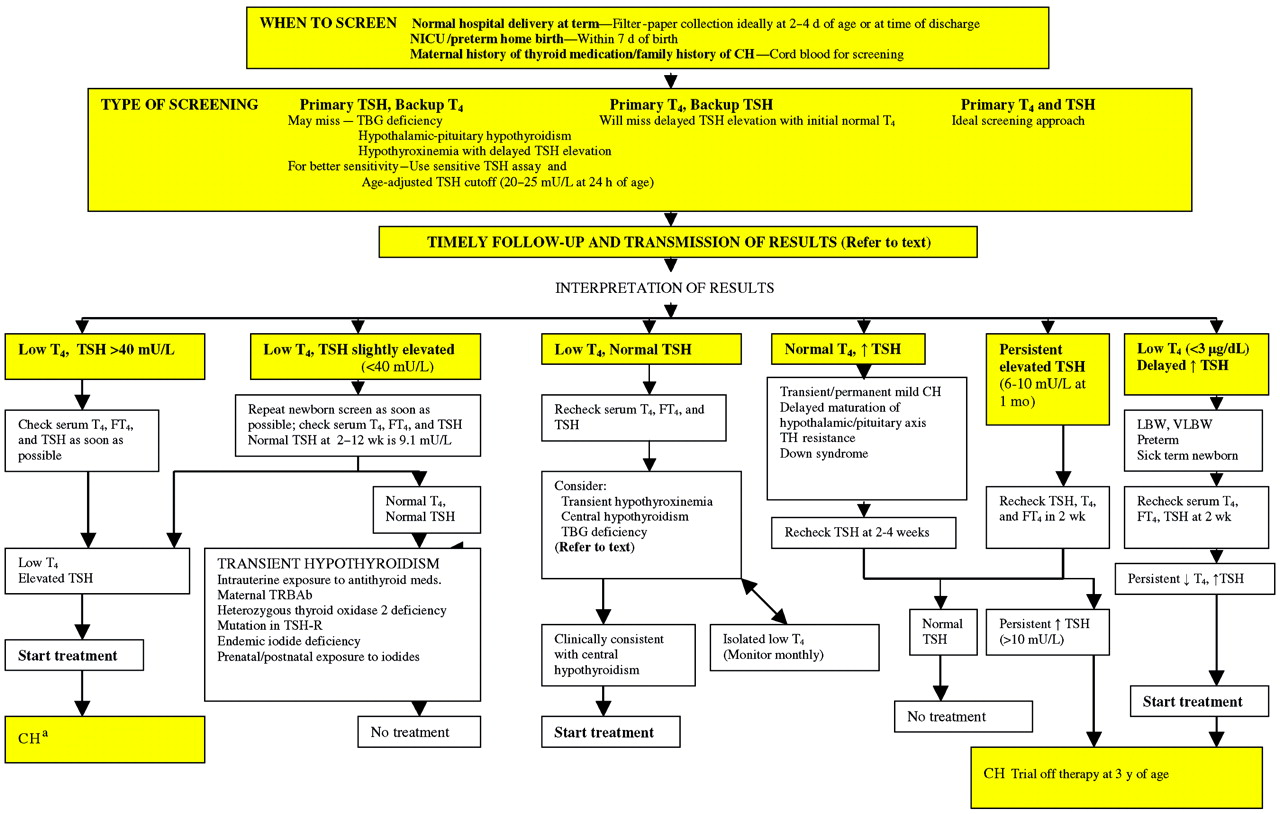 WHEN TO SCREEN Normal hospital delivery at term—Filter-paper collection ideally at 2–4 d of age or at time of discharge
NICU/preterm home birth—Within 7 d of birth
Maternal history of thyroid medication/family history of CH—Cord blood for screening
TYPE OF SCREENING
Primary TSH, Backup T₄
May miss — TBG deficiency
Hypothalamic-pituitary hypothyroidism
Hypothyroxinemia with delayed TSH elevation
For better sensitivity—Use sensitive TSH assay and
Age-adjusted TSH cutoff (20–25 mU/L at 24 h of age)
Primary T₄, Backup TSH
Will miss delayed TSH elevation with initial normal T₄
Primary T₄ and TSH
Ideal screening approach
TIMELY FOLLOW-UP AND TRANSMISSION OF RESULTS (Refer to text)
INTERPRETATION OF RESULTS
Low T₄, TSH >40 mU/L
Check serum T₄, FT₄,
and TSH as soon as
possible
Low T₄
Elevated TSH
Start treatment
CHᵃ
Low T₄, TSH slightly elevated
(<40 mU/L)
Repeat newborn screen as soon as
possible; check serum T₄, FT₄, and TSH
Normal TSH at 2–12 wk is 9.1 mU/L
Normal T₄,
Normal TSH
TRANSIENT HYPOTHYROIDISM
Intrauterine exposure to antithyroid meds.
Maternal TRBAb
Heterozygous thyroid oxidase 2 deficiency
Mutation in TSH-R
Endemic iodide deficiency
Prenatal/postnatal exposure to iodides
No treatment
Low T₄, Normal TSH
Recheck serum T₄, FT₄, and
TSH
Consider:
Transient hypothyroxinemia
Central hypothyroidism
TBG deficiency
(Refer to text)
Clinically consistent
with central
hypothyroidism
Start treatment
Isolated low T₄
(Monitor monthly)
Normal T₄, ↑ TSH
Transient/permanent mild CH
Delayed maturation of
hypothalamic/pituitary axis
TH resistance
Down syndrome
Recheck TSH at 2-4 weeks
Normal
TSH
No treatment
Persistent
elevated TSH
(6-10 mU/L at
1 mo)
Recheck TSH, T₄,
and FT₄ in 2 wk
Persistent ↑ TSH
(>10 mU/L)
Low T₄ (<3 µg/dL)
Delayed ↑ TSH
LBW, VLBW
Preterm
Sick term newborn
Recheck serum T₄,
FT₄, TSH at 2 wk
Persistent ↓ T₄, ↑TSH
Start treatment
CH Trial off therapy at 3 y of age